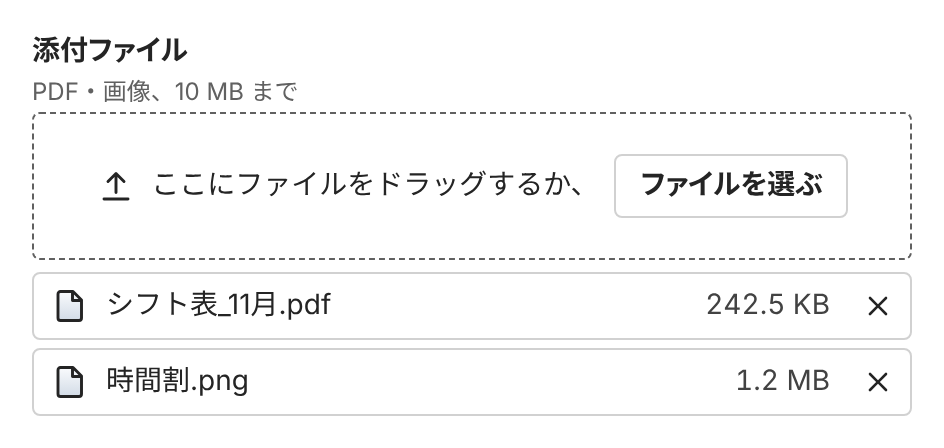 添付ファイル
PDF・画像、10 MB まで
ここにファイルをドラッグするか、 ファイルを選ぶ
シフト表_11月.pdf 242.5 KB
時間割.png 1.2 MB